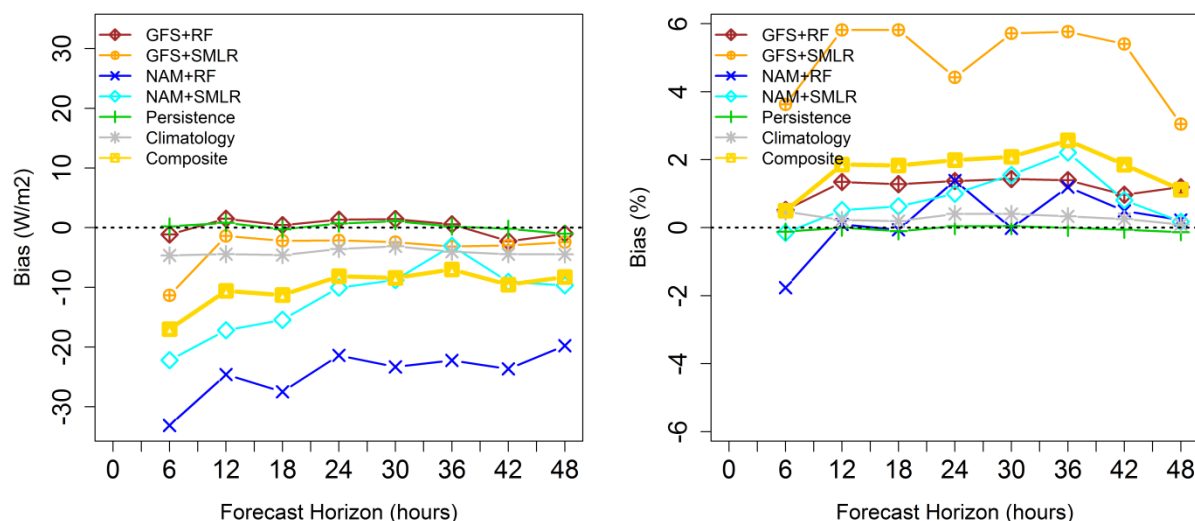 Bias (W/m2)
30
20
10
0
-10
-20
-30
GFS+RF
GFS+SMLR
NAM+RF
NAM+SMLR
Persistence
Climatology
Composite
0 6 12 18 24 30 36 42 48
Forecast Horizon (hours)
Bias (%)
6
4
2
0
-2
-4
-6
GFS+RF
GFS+SMLR
NAM+RF
NAM+SMLR
Persistence
Climatology
Composite
0 6 12 18 24 30 36 42 48
Forecast Horizon (hours)